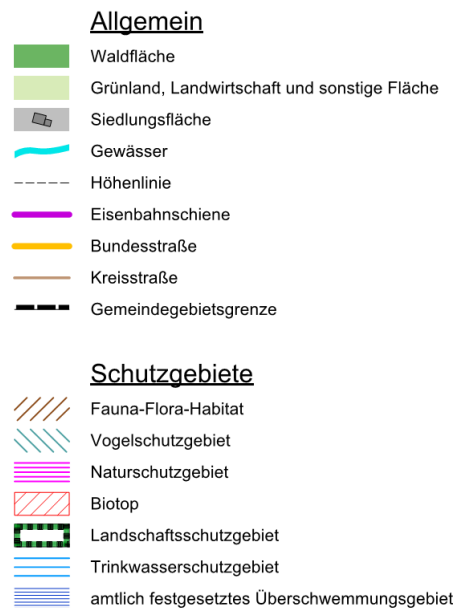 Allgemein
Waldfläche
Grünland, Landwirtschaft und sonstige Fläche
Siedlungsfläche
Gewässer
Höhenlinie
Eisenbahnschiene
Bundesstraße
Kreisstraße
Gemeindegebietsgrenze
Schutzgebiete
Fauna-Flora-Habitat
Vogelschutzgebiet
Naturschutzgebiet
Biotop
Landschaftsschutzgebiet
Trinkwasserschutzgebiet
amtlich festgesetztes Überschwemmungsgebiet